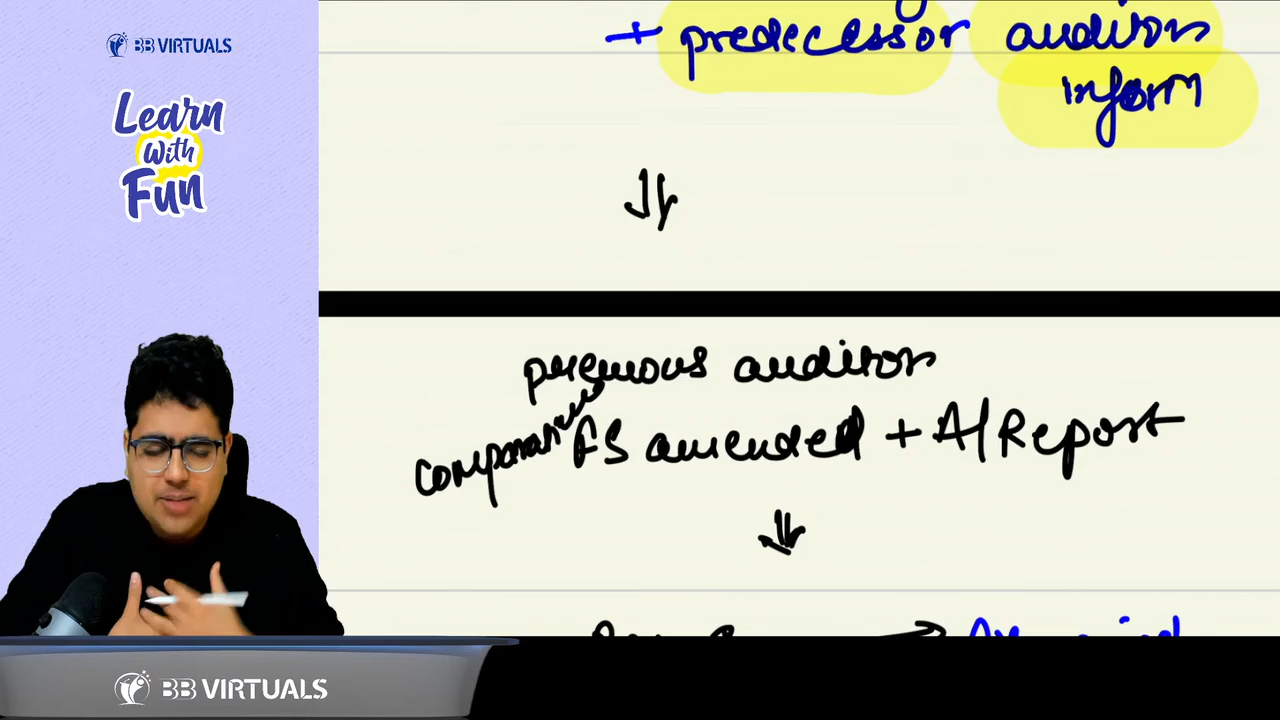 BB VIRTUALS
Learn
With
Fun
+ predecessor auditor
inform
previous auditor
comparative FS amended + A/Report
BB VIRTUALS